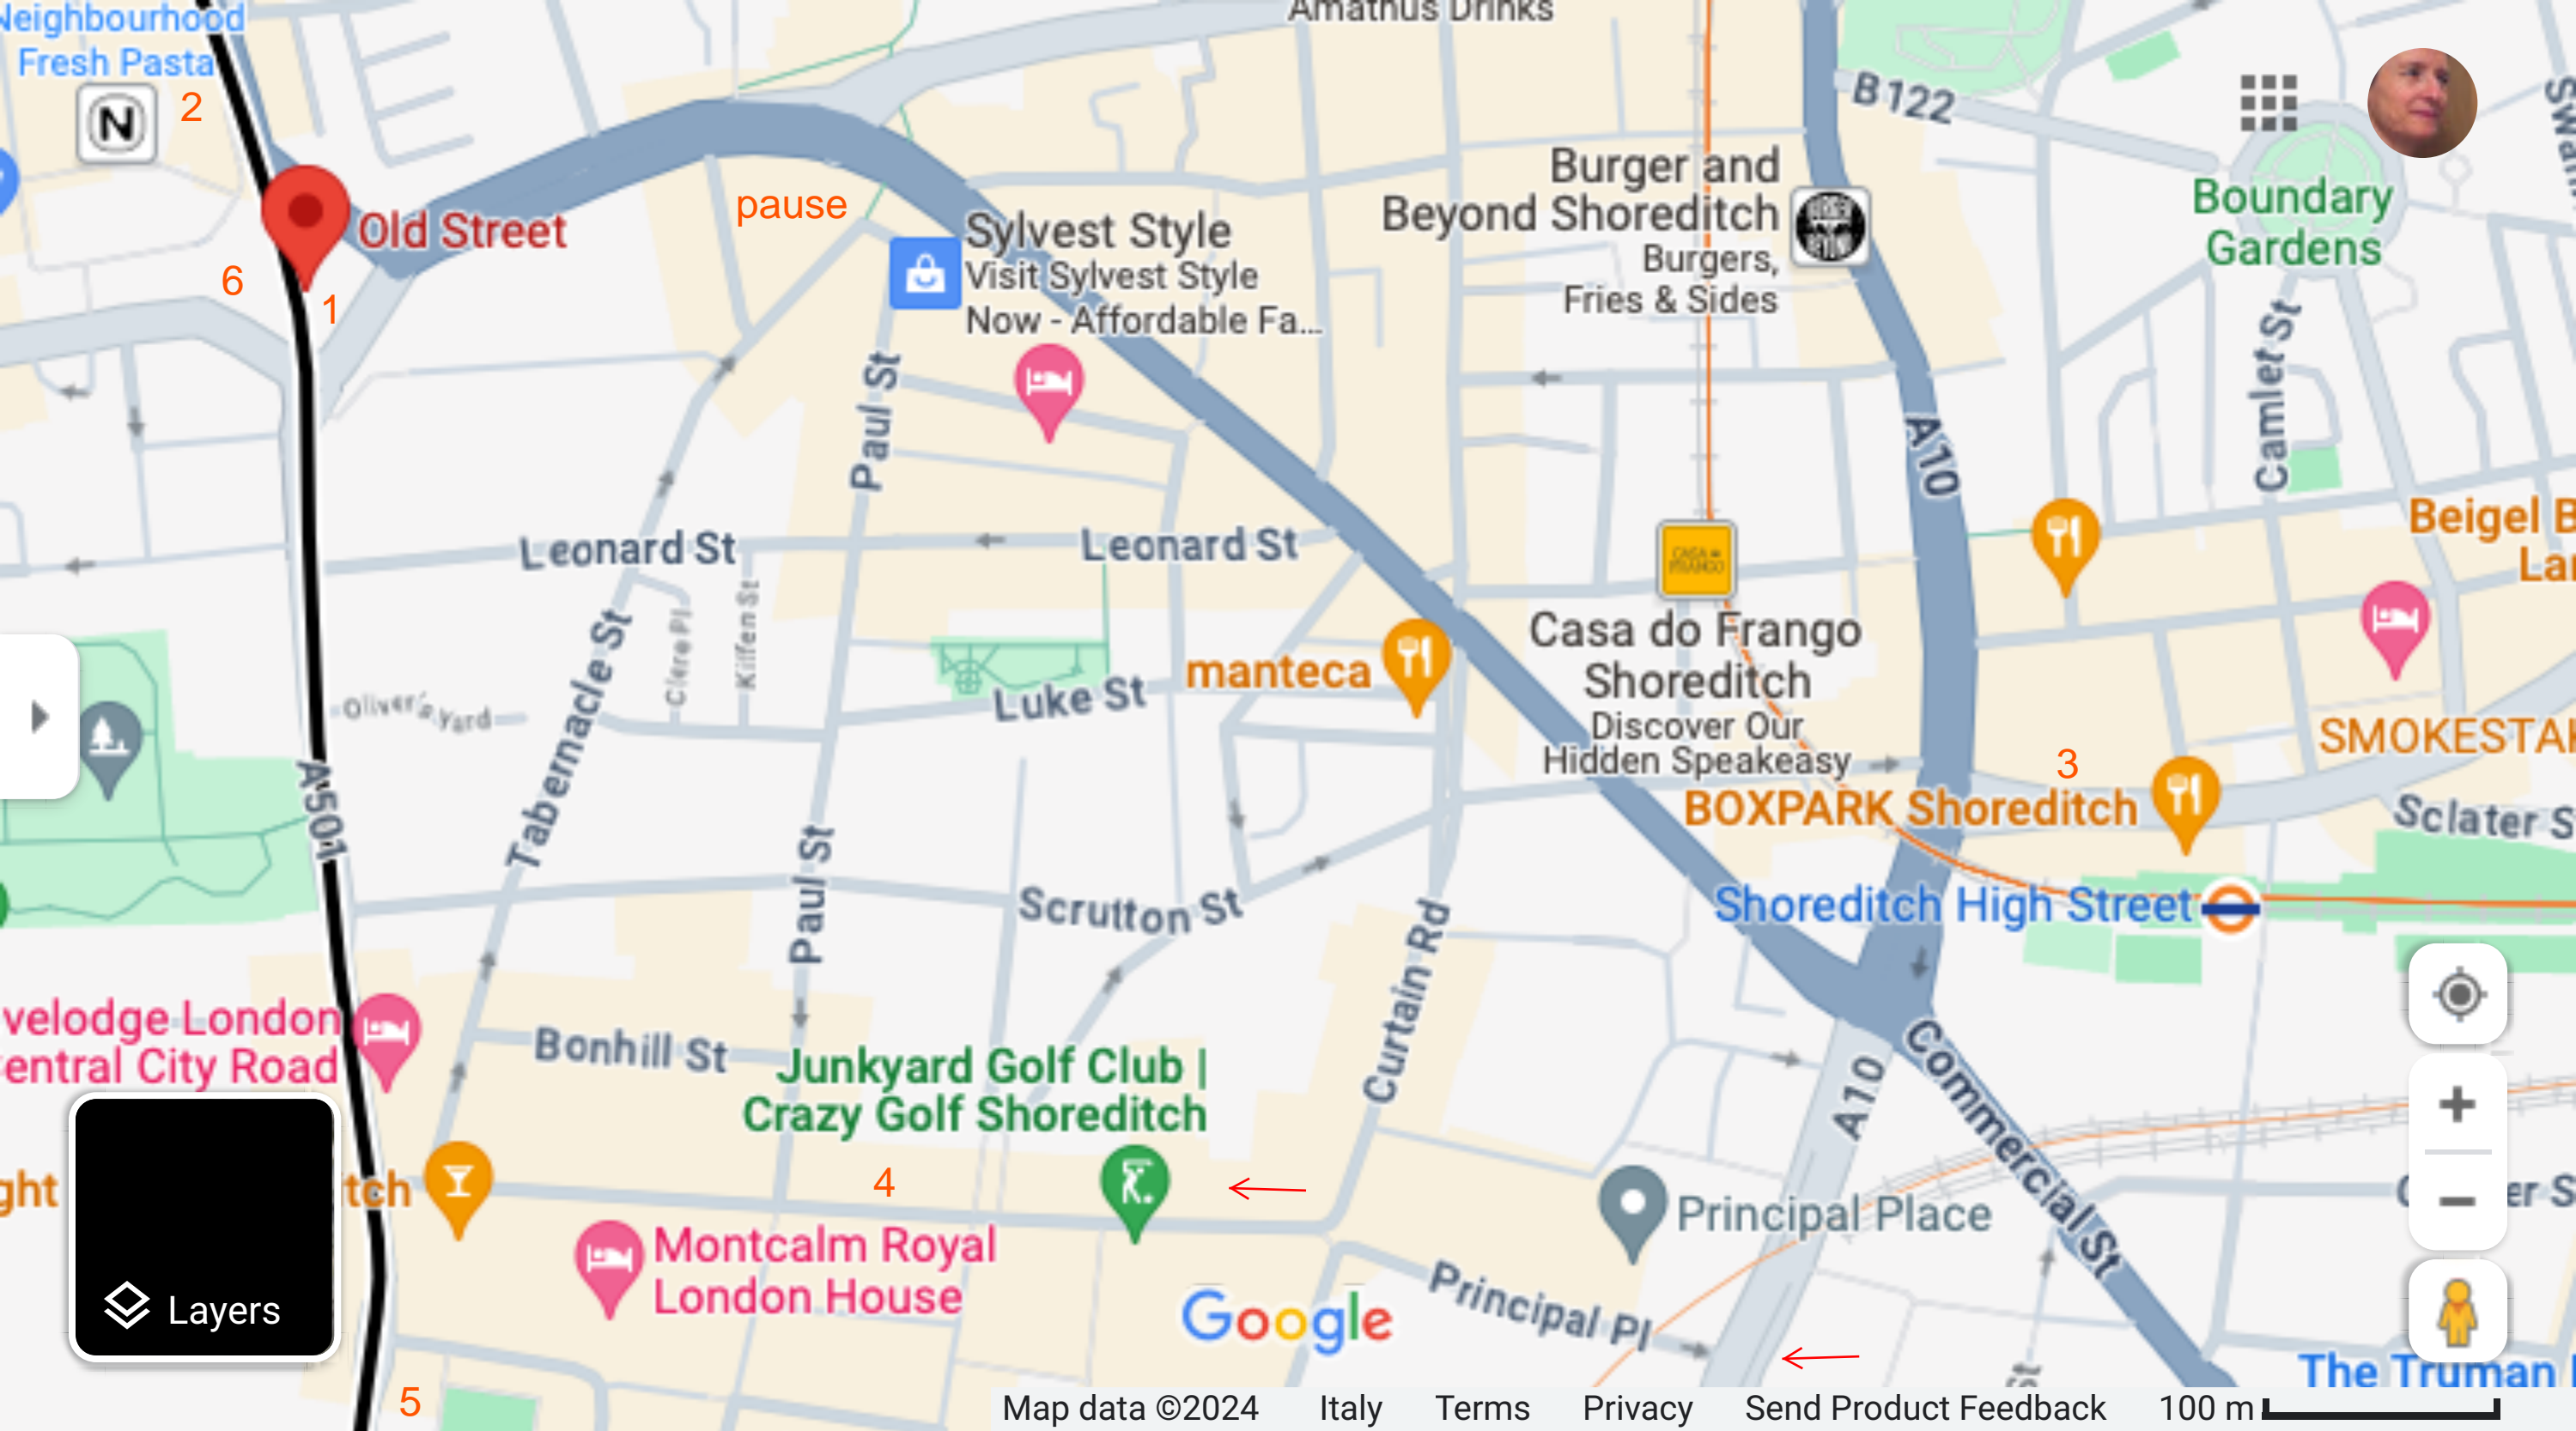 Amathus Drinks
Neighbourhood
Fresh Pasta
2
N
B122
Burger and
Beyond Shoreditch
Burgers,
Fries & Sides
Boundary
Gardens
pause
Old Street
Sylvest Style
Visit Sylvest Style
Now - Affordable Fa...
6
1
Paul St
Camlet St
A10
Leonard St
Leonard St
Beigel B
La
CASA DO
FRANGO
Clere Pl
Kiffen St
Tabernacle St
Casa do Frango
Shoreditch
Discover Our
Hidden Speakeasy
manteca
Luke St
Oliver's Yard
SMOKESTA
3
BOXPARK Shoreditch
Sclater S
A501
Paul St
Scrutton St
Shoreditch High Street
Curtain Rd
velodge London
entral City Road
Bonhill St
Junkyard Golf Club |
Crazy Golf Shoreditch
A10
Commercial St
ght
tch
4
Principal Place
er S
Montcalm Royal
London House
Principal Pl
Layers
Google
The Truman
5
Map data ©2024 Italy Terms Privacy Send Product Feedback 100 m